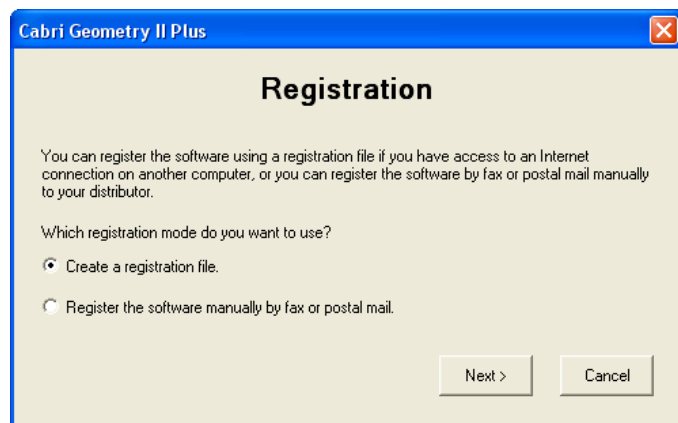 Cabri Geometry II Plus
Registration
You can register the software using a registration file if you have access to an Internet
connection on another computer, or you can register the software by fax or postal mail manually
to your distributor.
Which registration mode do you want to use?
Create a registration file.
Register the software manually by fax or postal mail.
Next > Cancel